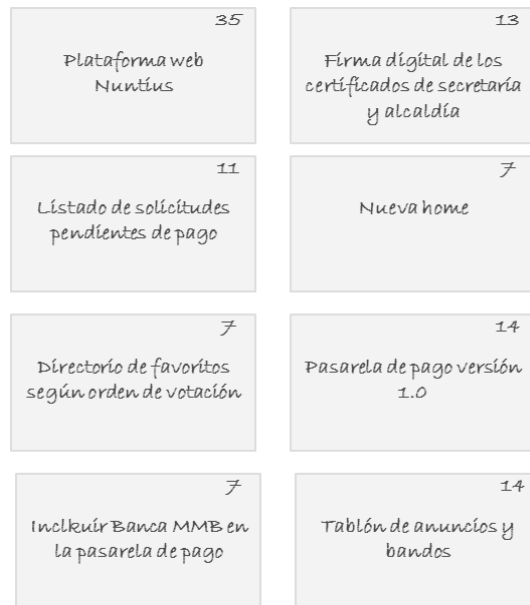 35
Plataforma web
Nuntius
13
Firma digital de los
certificados de secretaría
y alcaldía
11
Listado de solicitudes
pendientes de pago
7
Nueva home
7
Directorio de favoritos
según orden de votación
14
Pasarela de pago versión
1.0
7
Inclkuir Banca MMB en
la pasarela de pago
14
Tablón de anuncios y
bandos